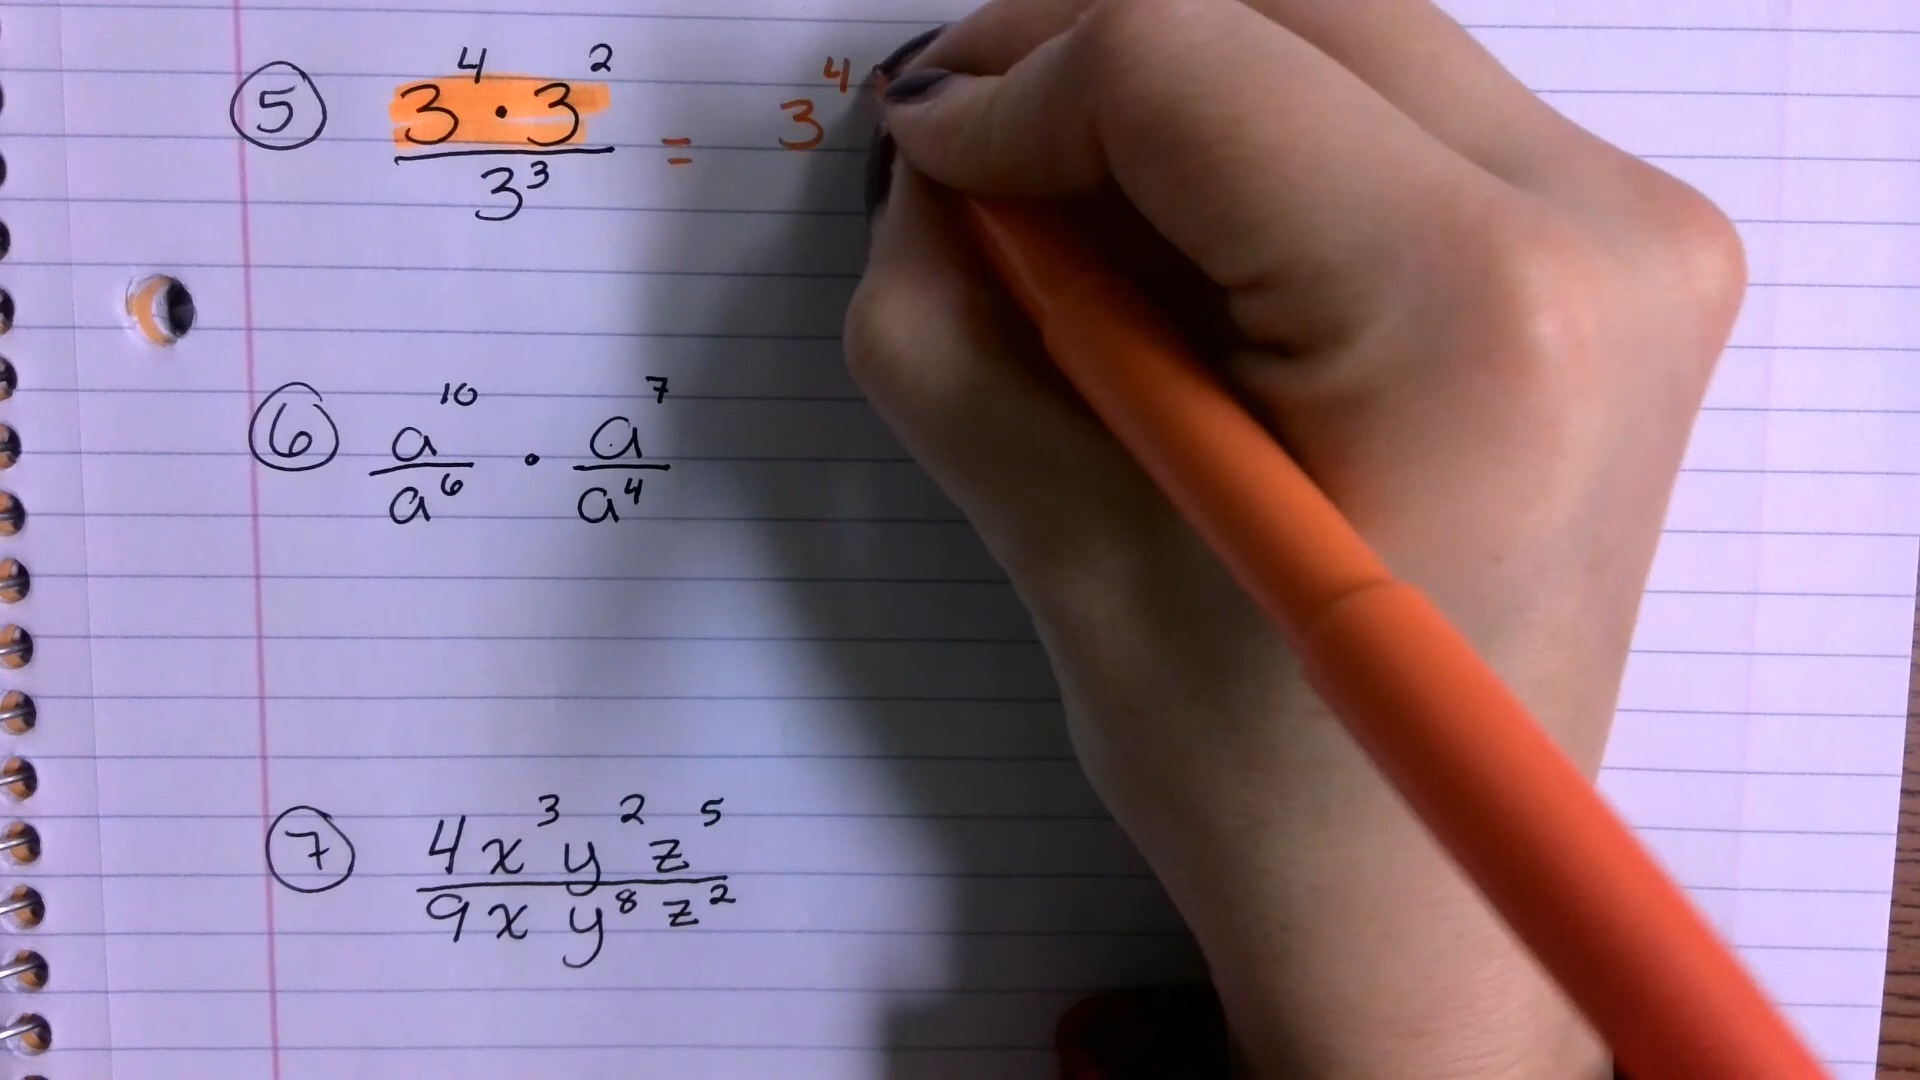 ⑤ 3⁴ · 3² / 3³ = 3⁴
⑥ a¹⁰ / a⁶ · a⁷ / a⁴
⑦ 4x³y²z⁵ / 9xy⁸z²